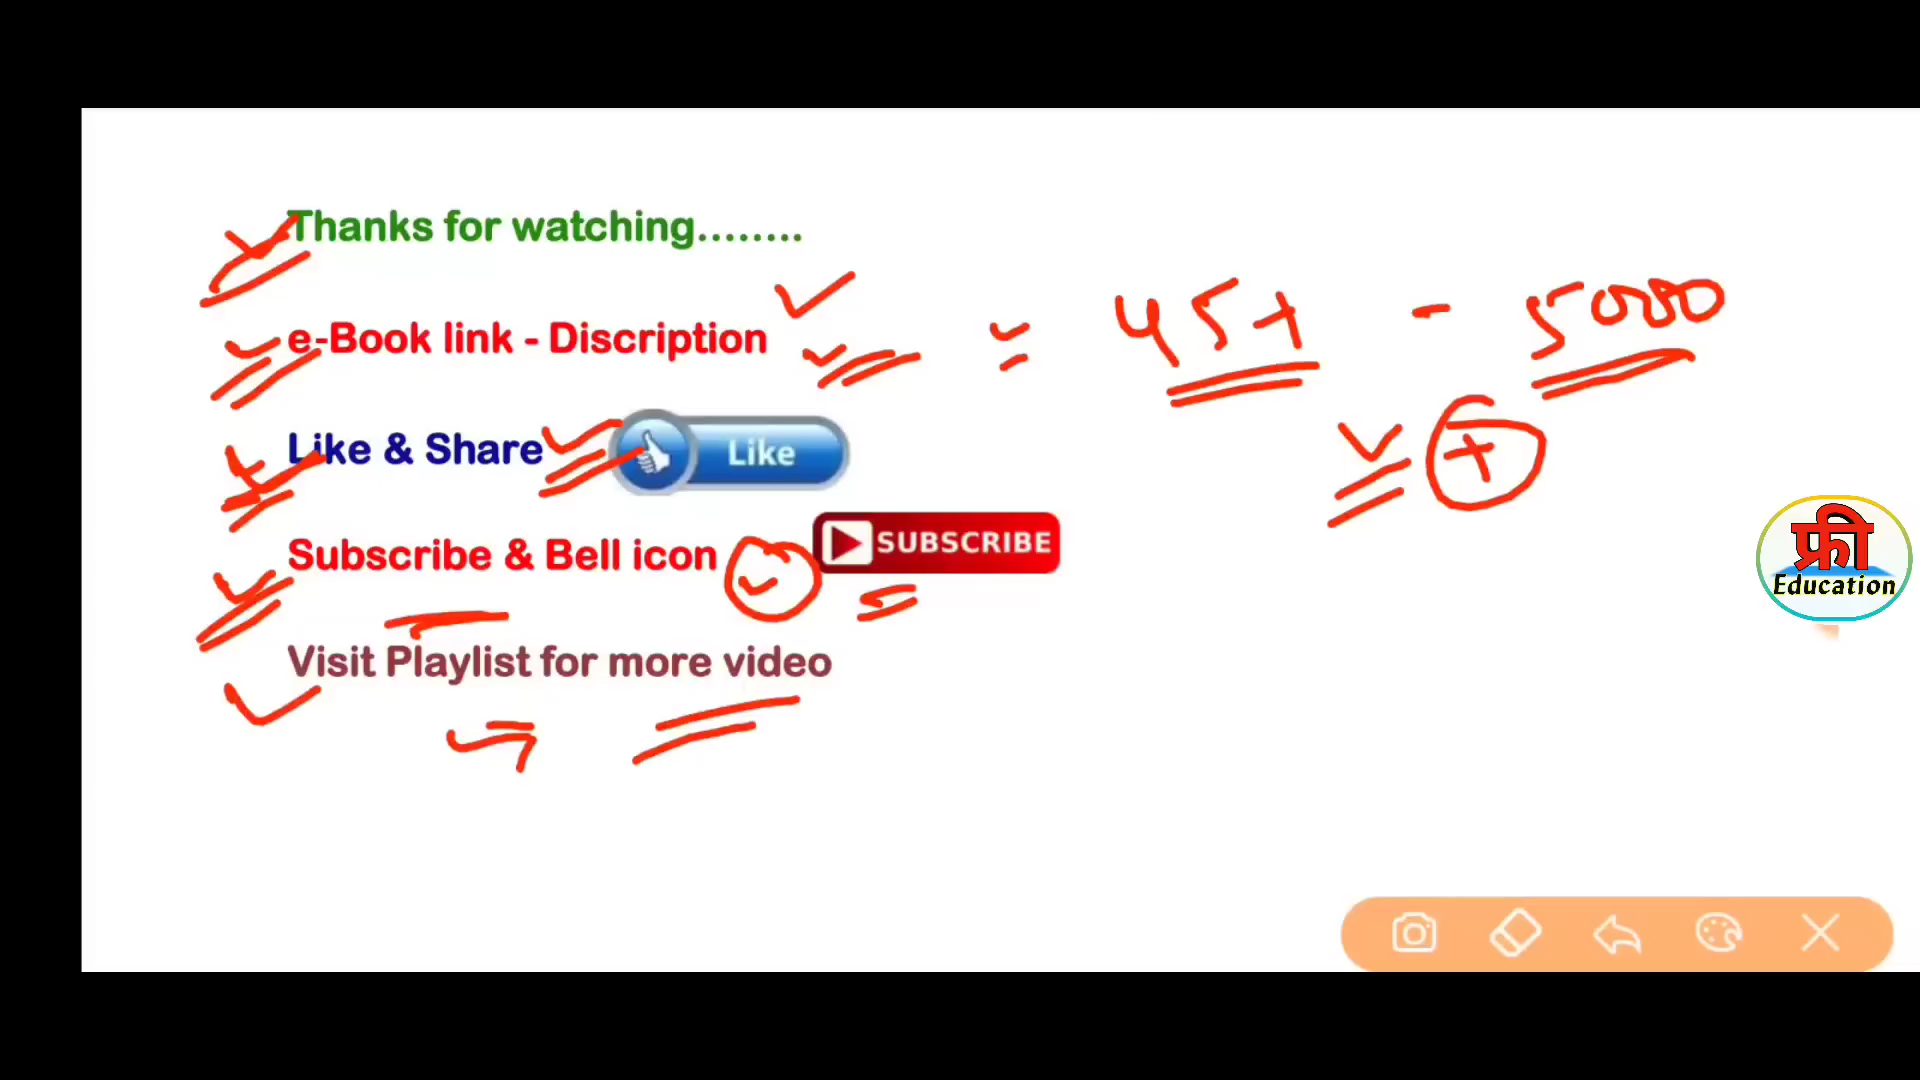 Thanks for watching........
e-Book link - Discription
45+ - 5000
Like & Share
Like
+
Subscribe & Bell icon
SUBSCRIBE
Visit Playlist for more video
फ्री
Education